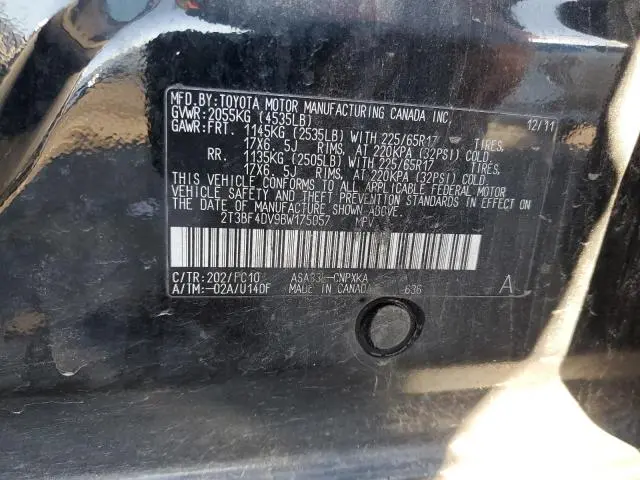 MFD.BY:TOYOTA MOTOR MANUFACTURING CANADA INC. 12/11
GVWR:2055KG (4535LB)
GAWR:FRT. 1145KG (2535LB) WITH 225/65R17 TIRES,
17X6.5J RIMS, AT 220KPA (32PSI) COLD
RR. 1135KG (2505LB) WITH 225/65R17 TIRES,
17X6.5J RIMS, AT 220KPA (32PSI) COLD
THIS VEHICLE CONFORMS TO ALL APPLICABLE FEDERAL MOTOR
VEHICLE SAFETY AND THEFT PREVENTION STANDARDS IN EFFECT ON
THE DATE OF MANUFACTURE SHOWN ABOVE.
2T3BF4DV9BW175057 MPV
C/TR:202/FC10 ASA33L-CNPXKA
A/TM:-02A/U140F MADE IN CANADA 636 A